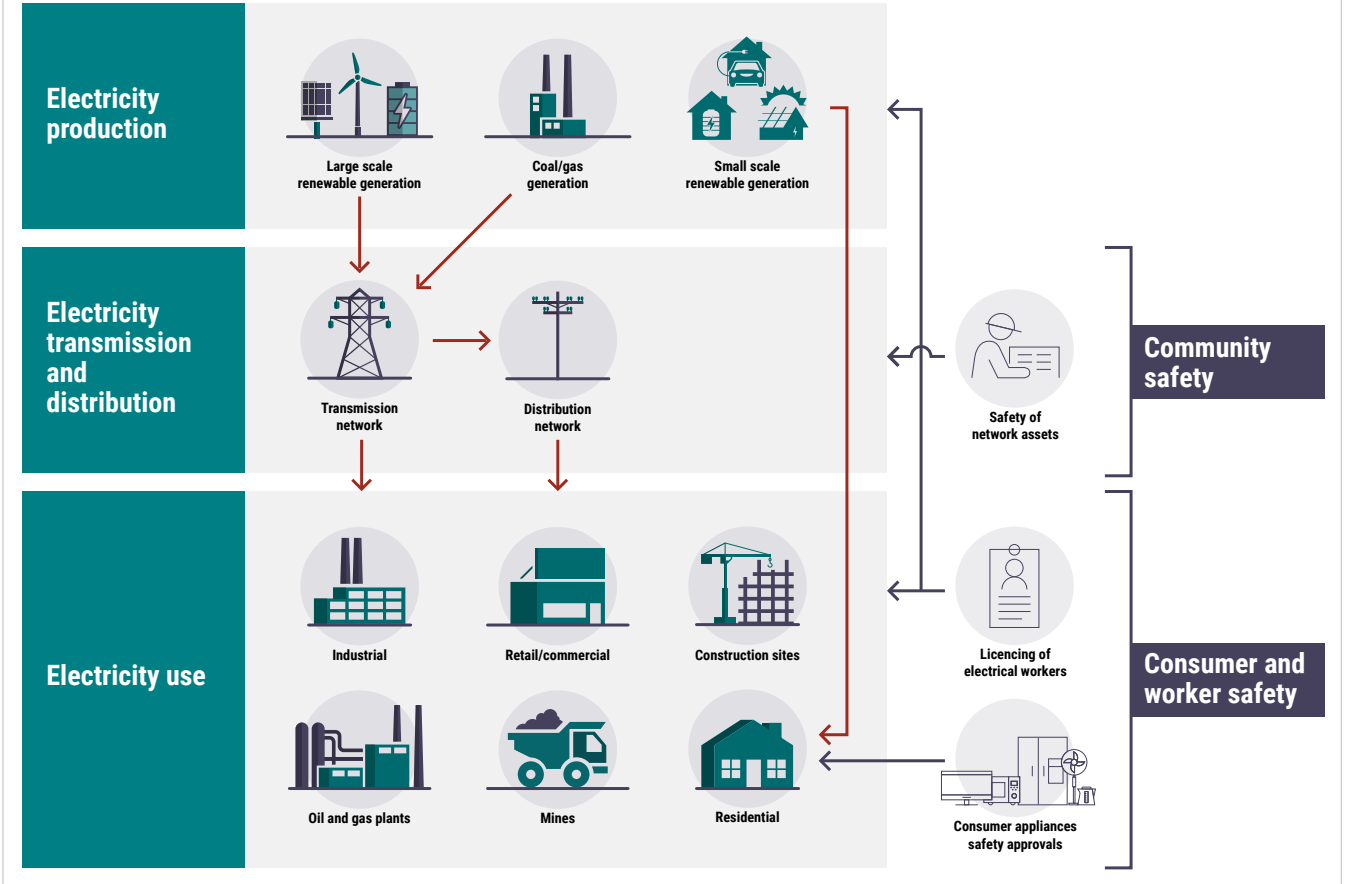 Electricity
production
Large scale
renewable generation
Coal/gas
generation
Small scale
renewable generation
Electricity
transmission
and
distribution
Transmission
network
Distribution
network
Safety of
network assets
Community
safety
Electricity use
Industrial
Retail/commercial
Construction sites
Oil and gas plants
Mines
Residential
Licencing of
electrical workers
Consumer appliances
safety approvals
Consumer and
worker safety